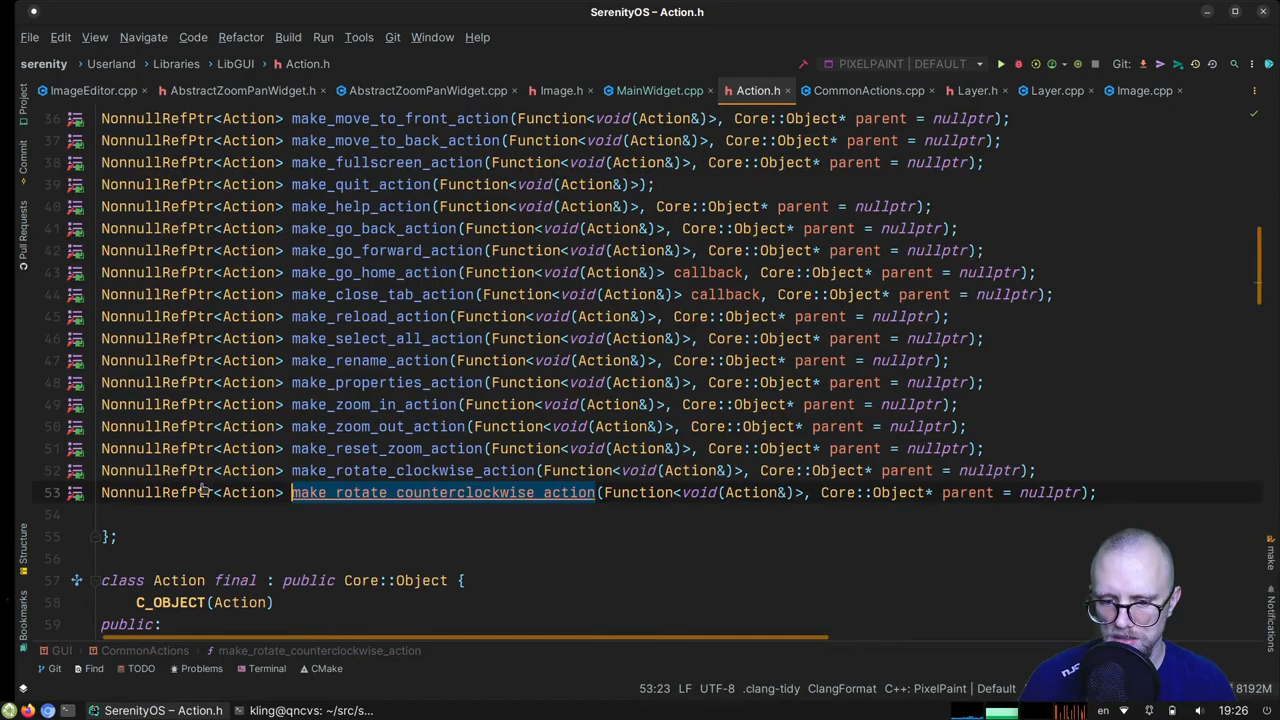 SerenityOS – Action.h
File Edit View Navigate Code Refactor Build Run Tools Git Window Help
serenity Userland Libraries LibGUI Action.h PIXELPAINT | DEFAULT Git:
ImageEditor.cpp AbstractZoomPanWidget.h AbstractZoomPanWidget.cpp Image.h MainWidget.cpp Action.h CommonActions.cpp Layer.h Layer.cpp Image.cpp
36 NonnullRefPtr<Action> make_move_to_front_action(Function<void(Action&)>, Core::Object* parent = nullptr);
37 NonnullRefPtr<Action> make_move_to_back_action(Function<void(Action&)>, Core::Object* parent = nullptr);
38 NonnullRefPtr<Action> make_fullscreen_action(Function<void(Action&)>, Core::Object* parent = nullptr);
39 NonnullRefPtr<Action> make_quit_action(Function<void(Action&)>);
40 NonnullRefPtr<Action> make_help_action(Function<void(Action&)>, Core::Object* parent = nullptr);
41 NonnullRefPtr<Action> make_go_back_action(Function<void(Action&)>, Core::Object* parent = nullptr);
42 NonnullRefPtr<Action> make_go_forward_action(Function<void(Action&)>, Core::Object* parent = nullptr);
43 NonnullRefPtr<Action> make_go_home_action(Function<void(Action&)> callback, Core::Object* parent = nullptr);
44 NonnullRefPtr<Action> make_close_tab_action(Function<void(Action&)> callback, Core::Object* parent = nullptr);
45 NonnullRefPtr<Action> make_reload_action(Function<void(Action&)>, Core::Object* parent = nullptr);
46 NonnullRefPtr<Action> make_select_all_action(Function<void(Action&)>, Core::Object* parent = nullptr);
47 NonnullRefPtr<Action> make_rename_action(Function<void(Action&)>, Core::Object* parent = nullptr);
48 NonnullRefPtr<Action> make_properties_action(Function<void(Action&)>, Core::Object* parent = nullptr);
49 NonnullRefPtr<Action> make_zoom_in_action(Function<void(Action&)>, Core::Object* parent = nullptr);
50 NonnullRefPtr<Action> make_zoom_out_action(Function<void(Action&)>, Core::Object* parent = nullptr);
51 NonnullRefPtr<Action> make_reset_zoom_action(Function<void(Action&)>, Core::Object* parent = nullptr);
52 NonnullRefPtr<Action> make_rotate_clockwise_action(Function<void(Action&)>, Core::Object* parent = nullptr);
53 NonnullRefPtr<Action> make_rotate_counterclockwise_action(Function<void(Action&)>, Core::Object* parent = nullptr);
54
55 };
56
57 class Action final : public Core::Object {
58 C_OBJECT(Action)
59 public:
Project
Commit
Pull Requests
Structure
Bookmarks
make
Notifications
GUI CommonActions make_rotate_counterclockwise_action
Git Find TODO Problems Terminal CMake
53:23 LF UTF-8 .clang-tidy ClangFormat C++: PixelPaint | Default 8192M
SerenityOS – Action.h kling@qncvs: ~/src/s... en 19:26